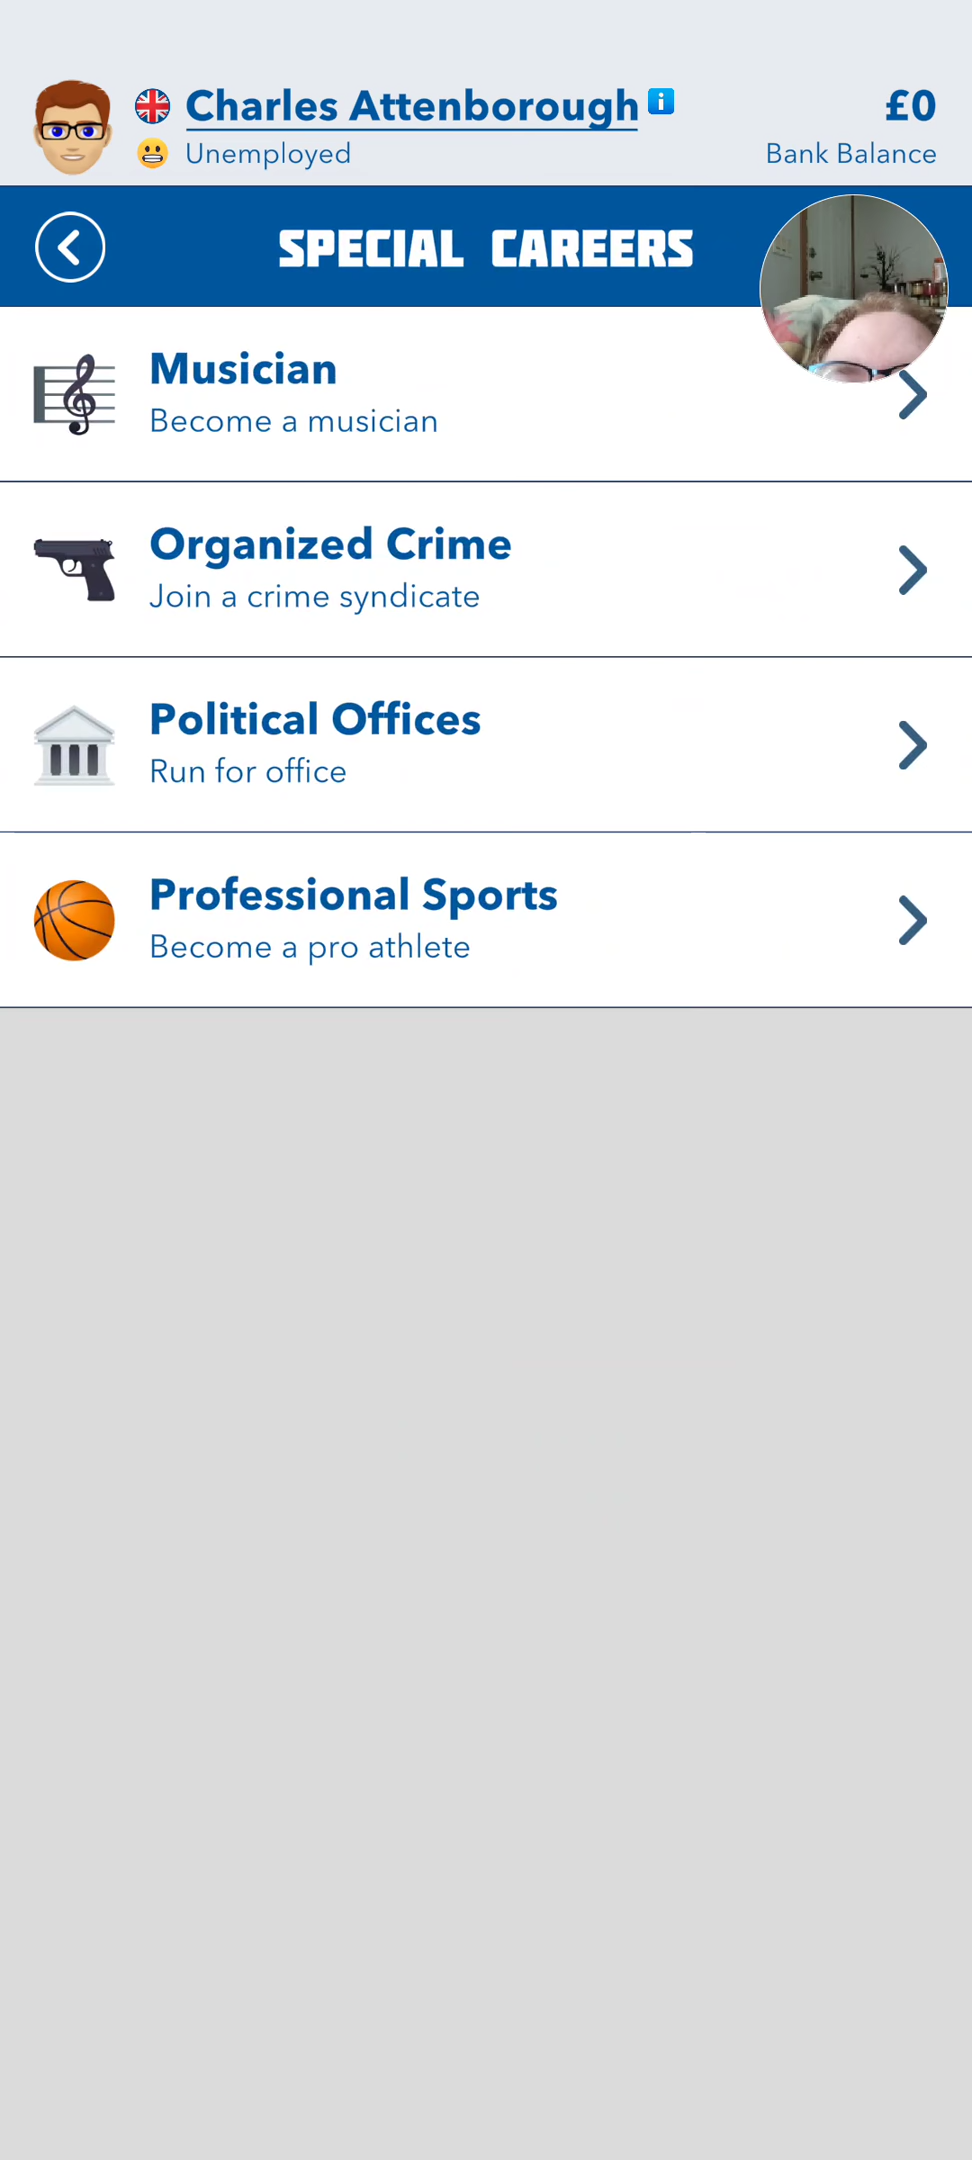 Charles Attenborough
£0
Unemployed
Bank Balance
SPECIAL CAREERS
Musician
Become a musician
Organized Crime
Join a crime syndicate
Political Offices
Run for office
Professional Sports
Become a pro athlete